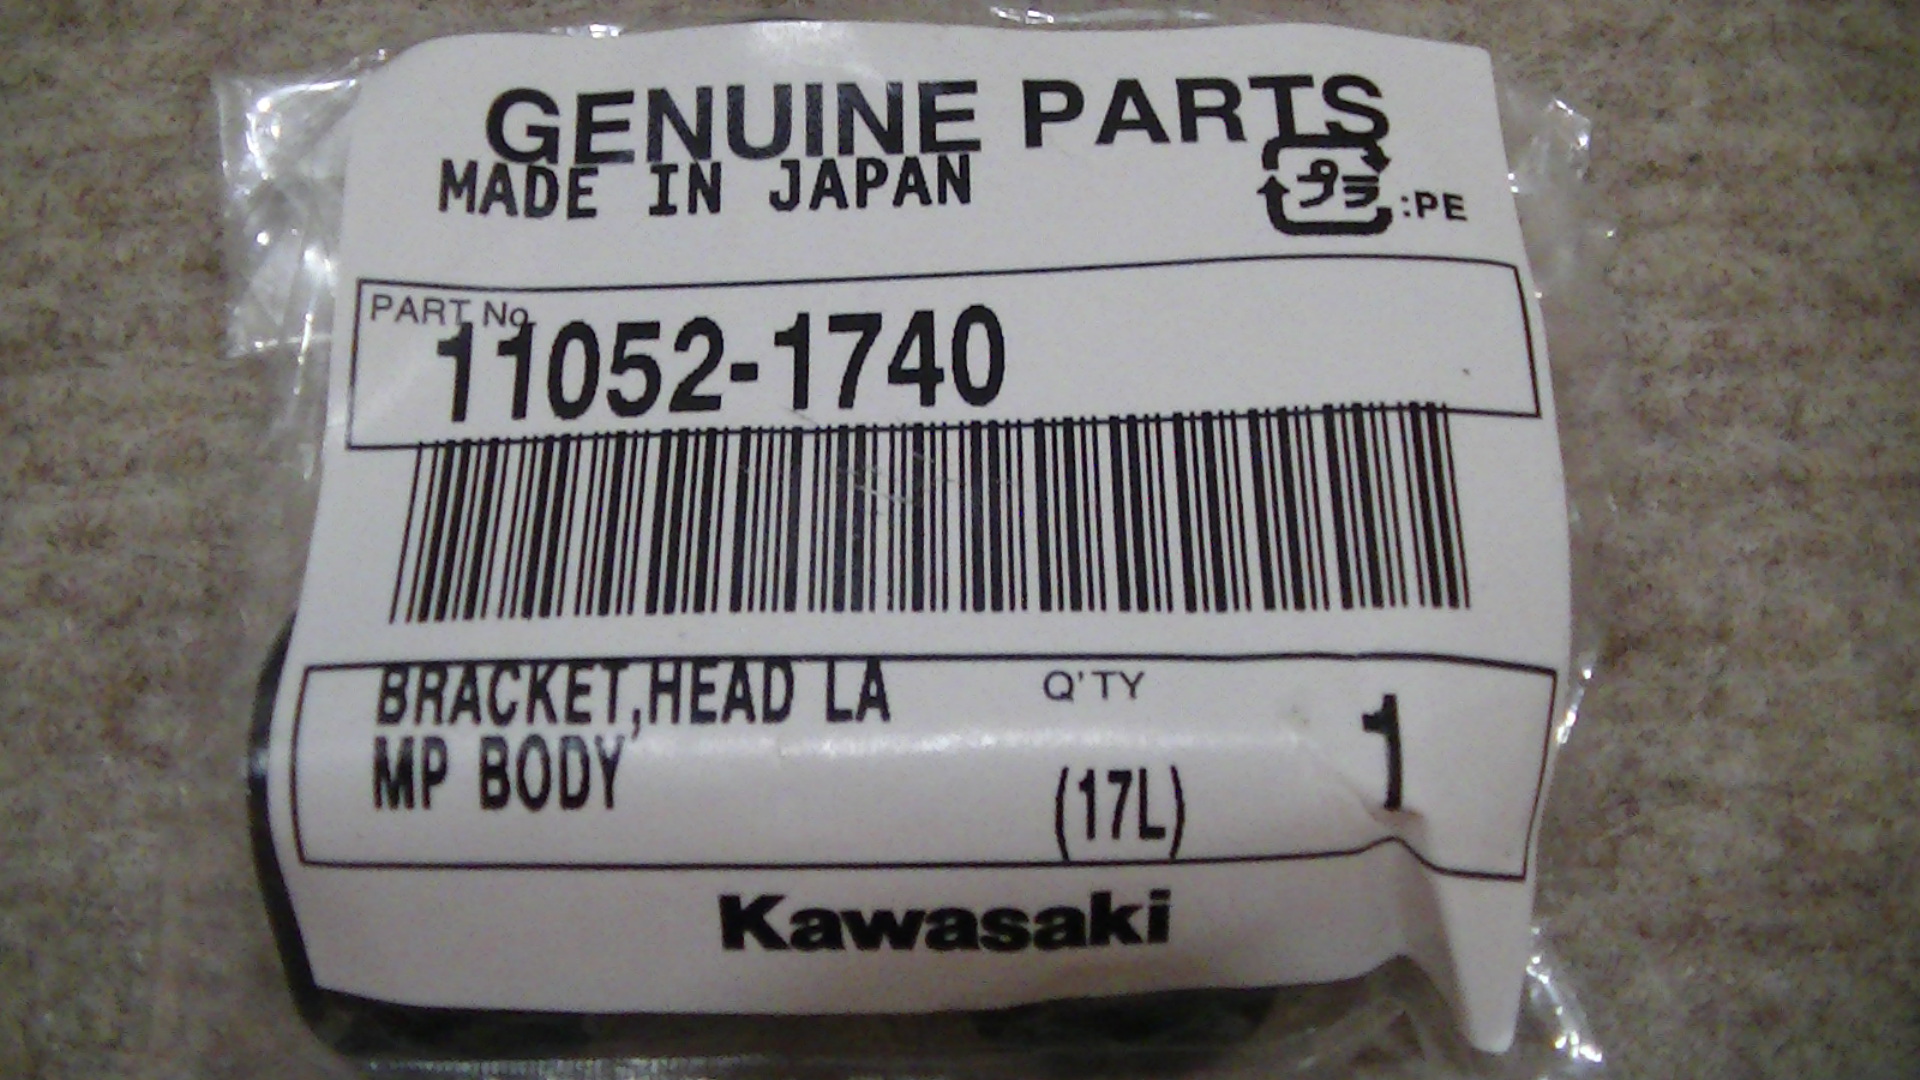 GENUINE PARTS
MADE IN JAPAN
プラ :PE
PART No.
11052-1740
BRACKET,HEAD LA
MP BODY
Q'TY
1
(17L)
Kawasaki